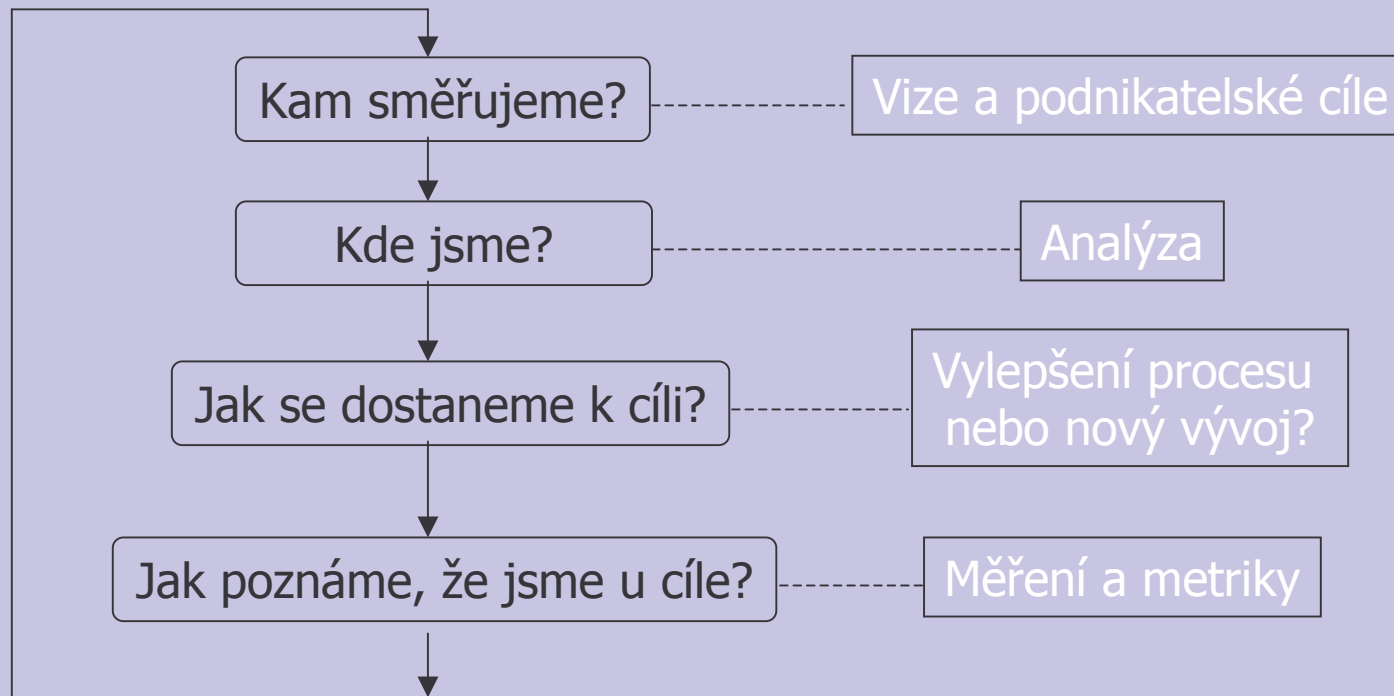 Kam směřujeme?
Vize a podnikatelské cíle
Kde jsme?
Analýza
Jak se dostaneme k cíli?
Vylepšení procesu
nebo nový vývoj?
Jak poznáme, že jsme u cíle?
Měření a metriky